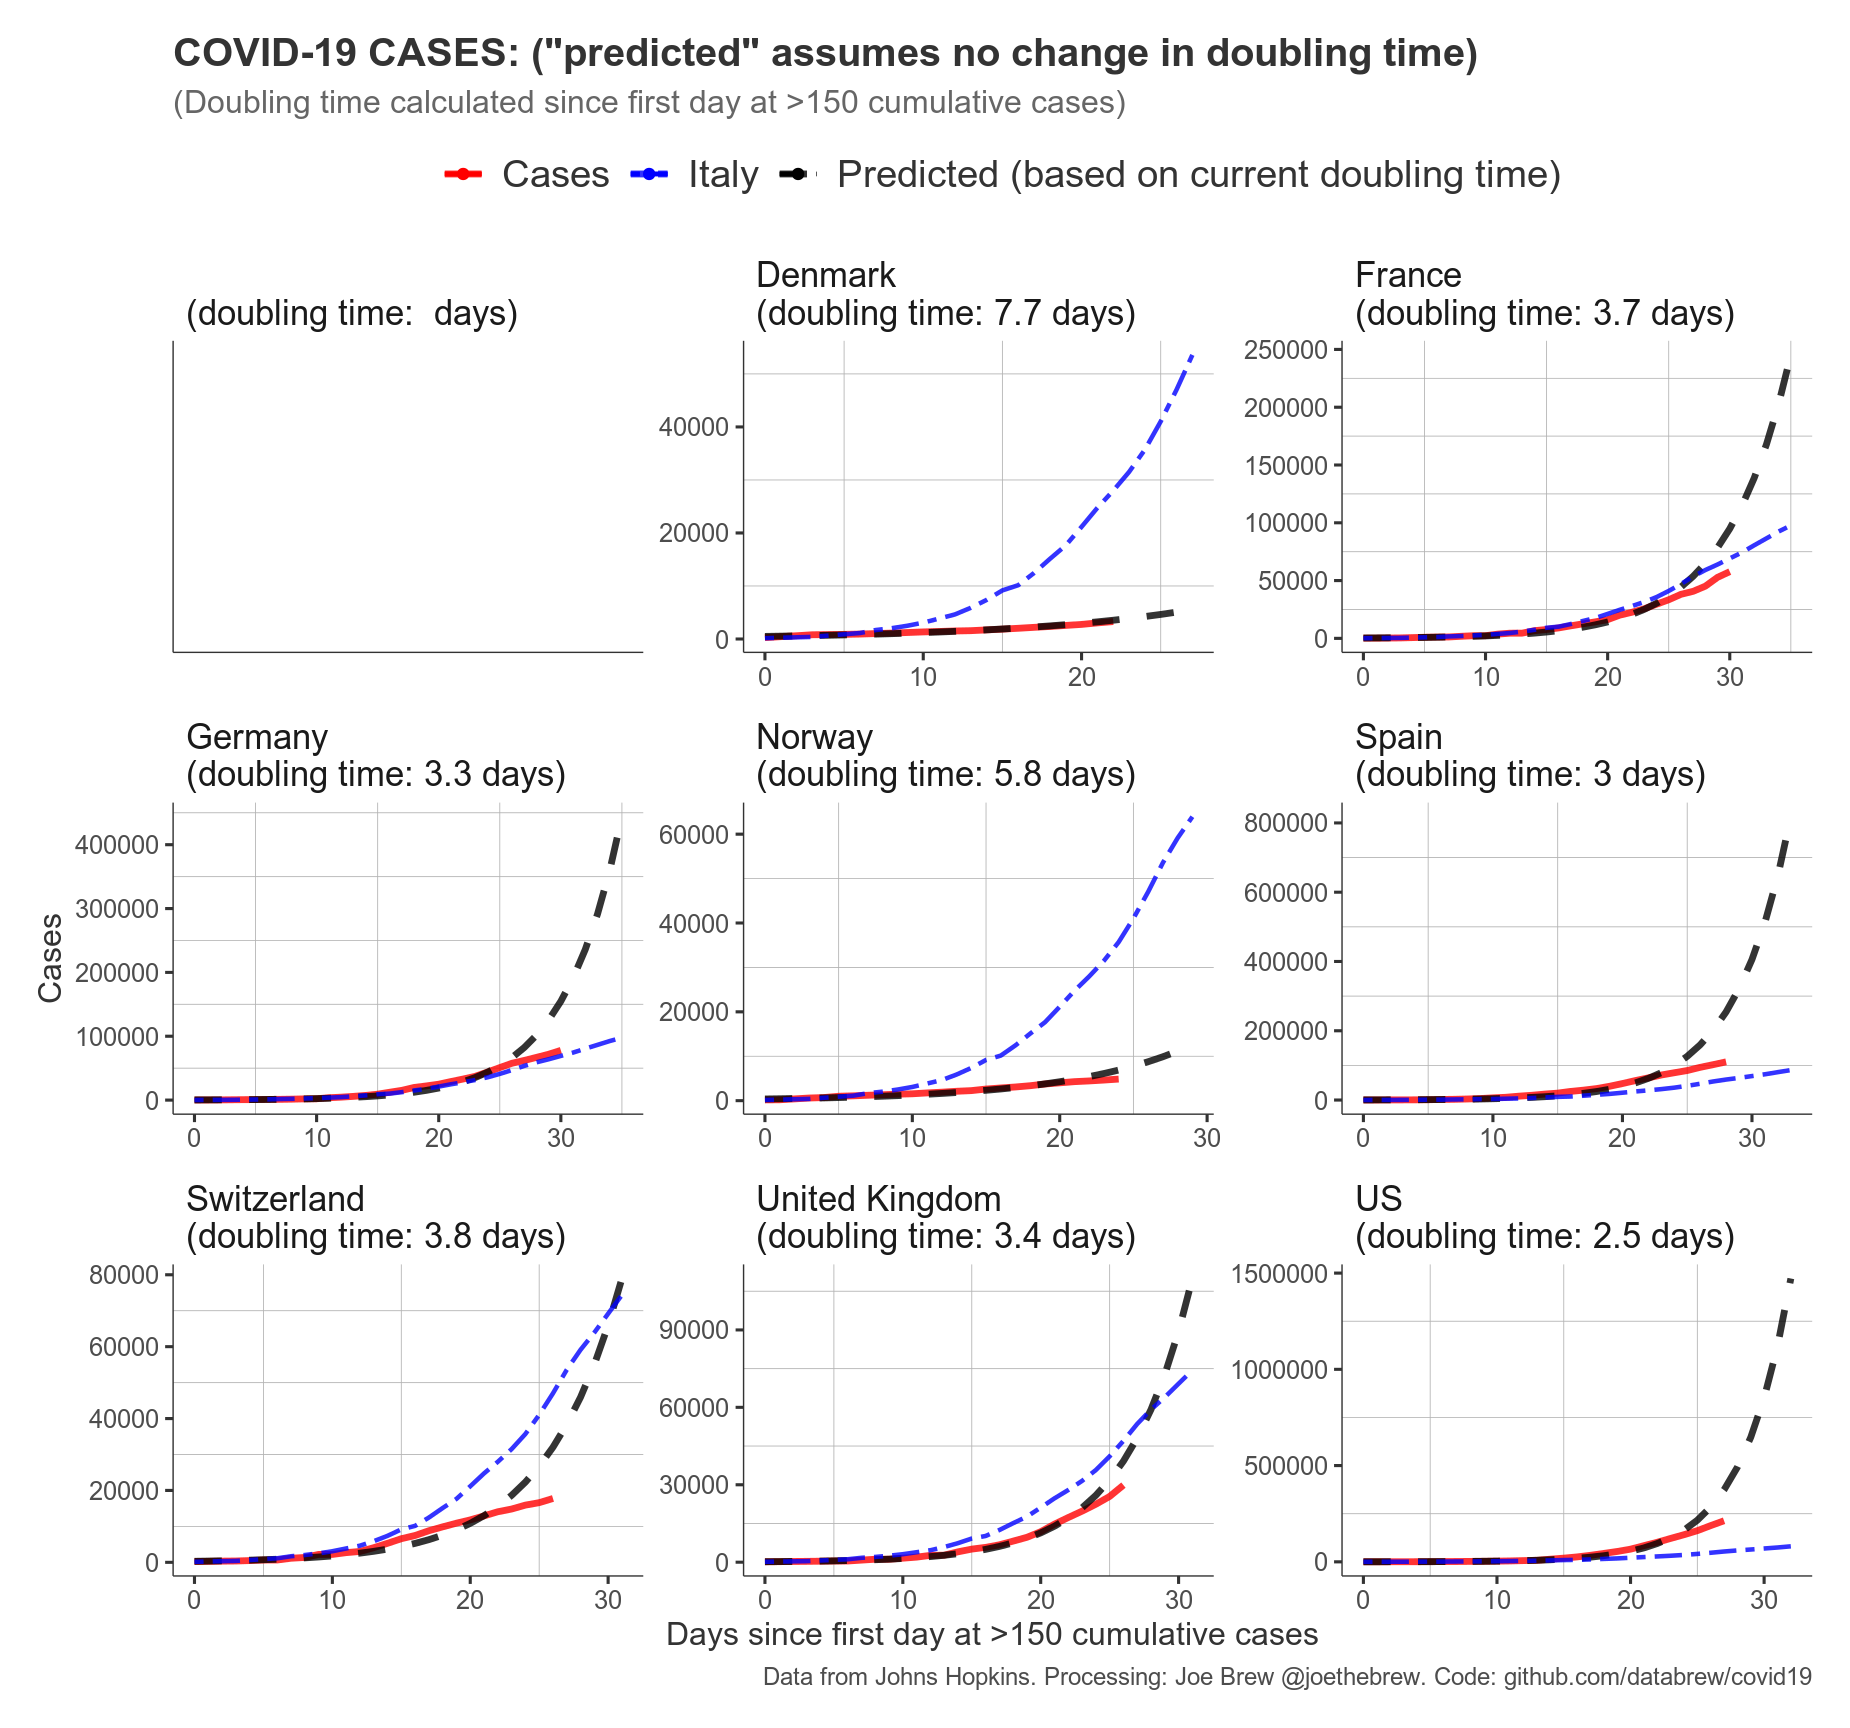 COVID-19 CASES: ("predicted" assumes no change in doubling time)
(Doubling time calculated since first day at >150 cumulative cases)
Cases Italy Predicted (based on current doubling time)
(doubling time:  days)
Denmark
(doubling time: 7.7 days)
40000
20000
0
0 10 20
France
(doubling time: 3.7 days)
250000
200000
150000
100000
50000
0
0 10 20 30
Cases
Germany
(doubling time: 3.3 days)
400000
300000
200000
100000
0
0 10 20 30
Norway
(doubling time: 5.8 days)
60000
40000
20000
0
0 10 20 30
Spain
(doubling time: 3 days)
800000
600000
400000
200000
0
0 10 20 30
Switzerland
(doubling time: 3.8 days)
80000
60000
40000
20000
0
0 10 20 30
United Kingdom
(doubling time: 3.4 days)
90000
60000
30000
0
0 10 20 30
US
(doubling time: 2.5 days)
1500000
1000000
500000
0
0 10 20 30
Days since first day at >150 cumulative cases
Data from Johns Hopkins. Processing: Joe Brew @joethebrew. Code: github.com/databrew/covid19